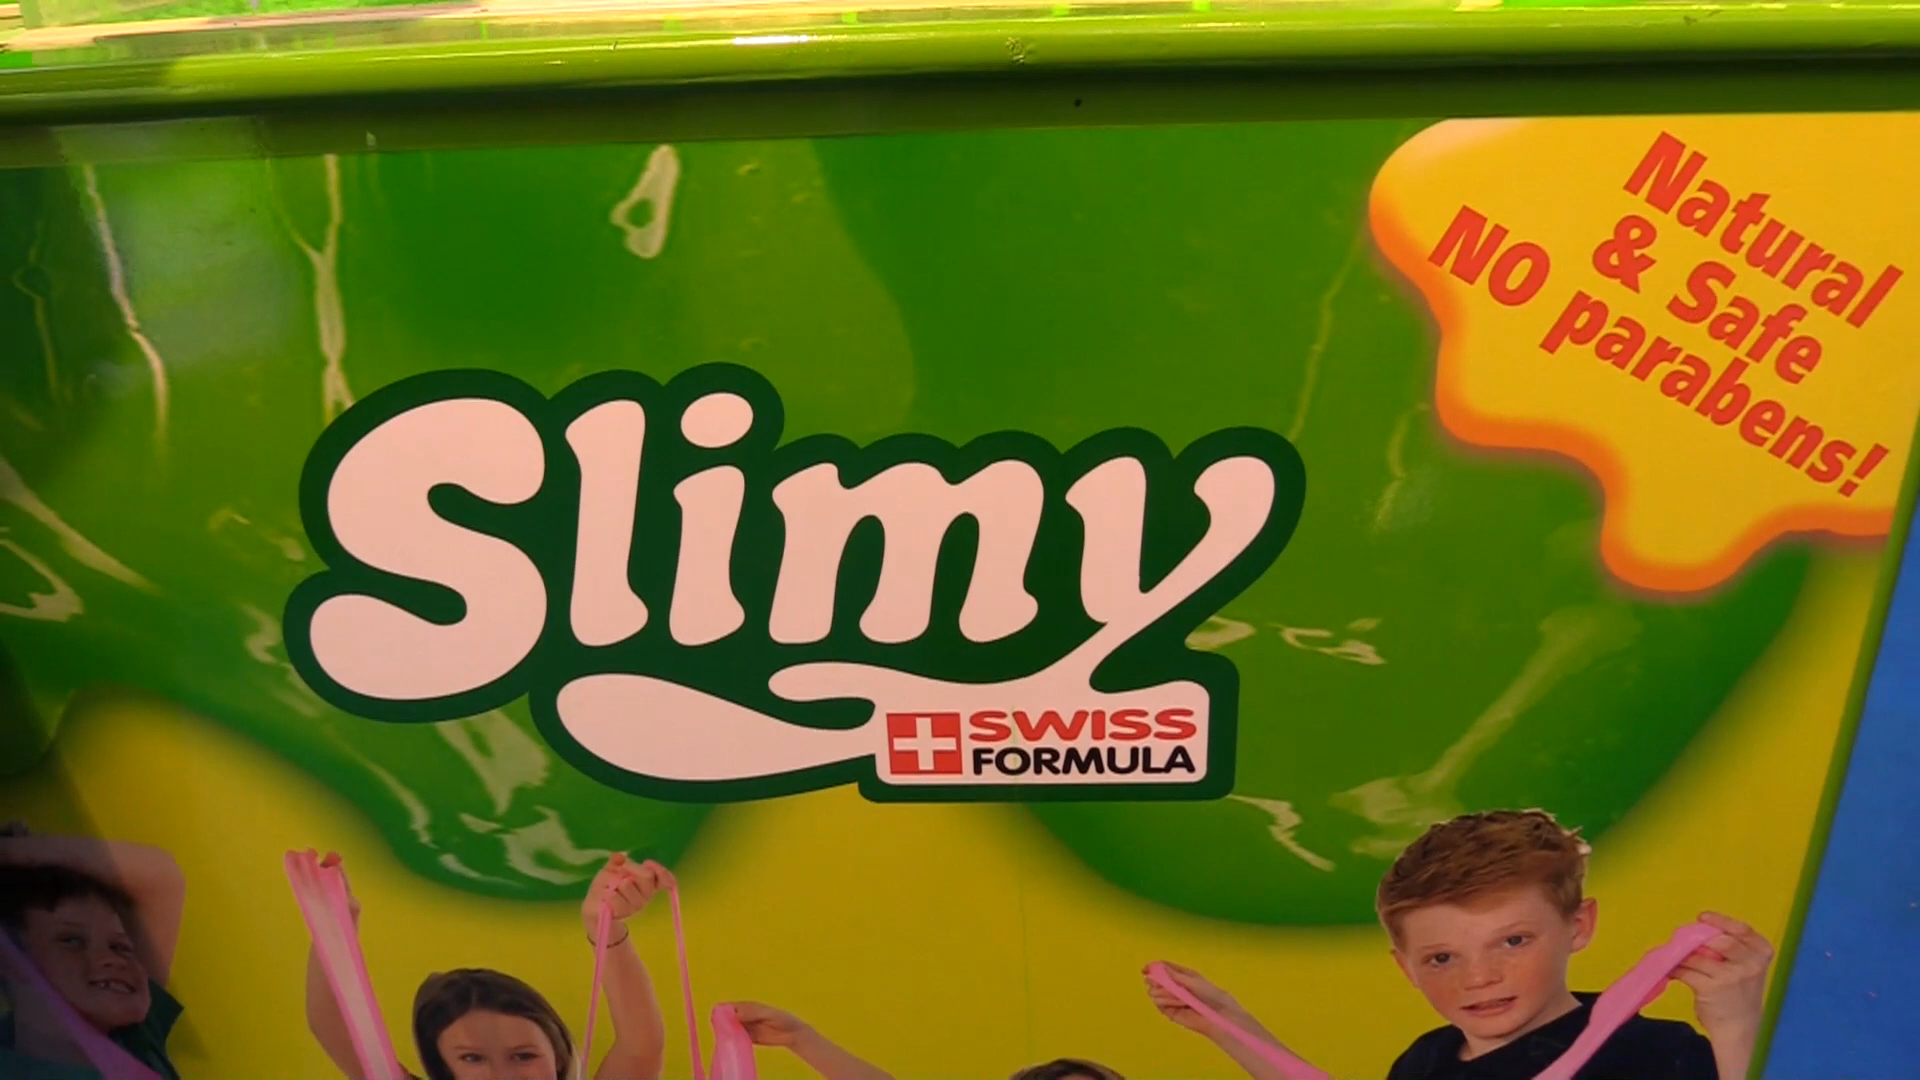 Natural
& Safe
NO parabens!
Slimy
SWISS
FORMULA